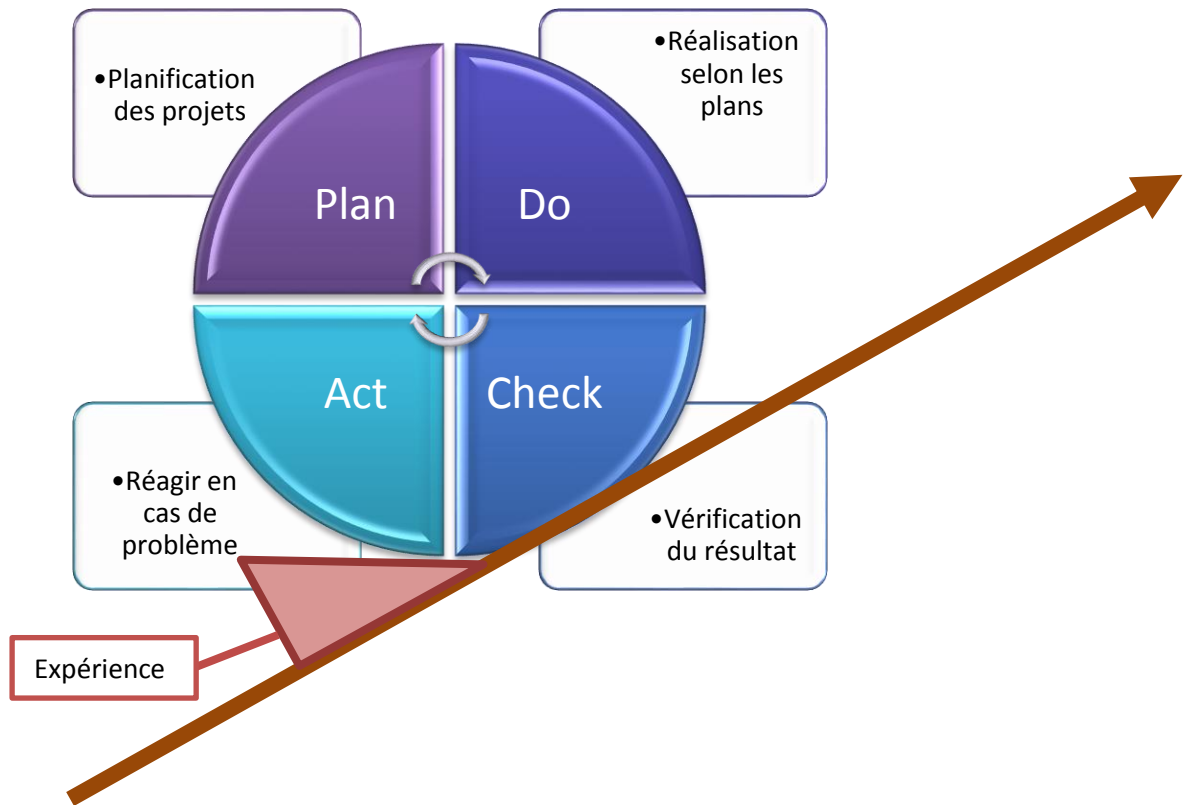 •Planification
des projets
•Réalisation
selon les
plans
Plan
Do
Act
Check
•Réagir en
cas de
problème
•Vérification
du résultat
Expérience